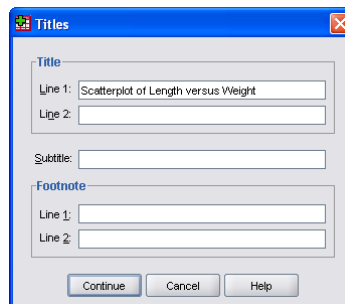 Titles
Title
Line 1: Scatterplot of Length versus Weight
Line 2:
Subtitle:
Footnote
Line 1:
Line 2:
Continue Cancel Help